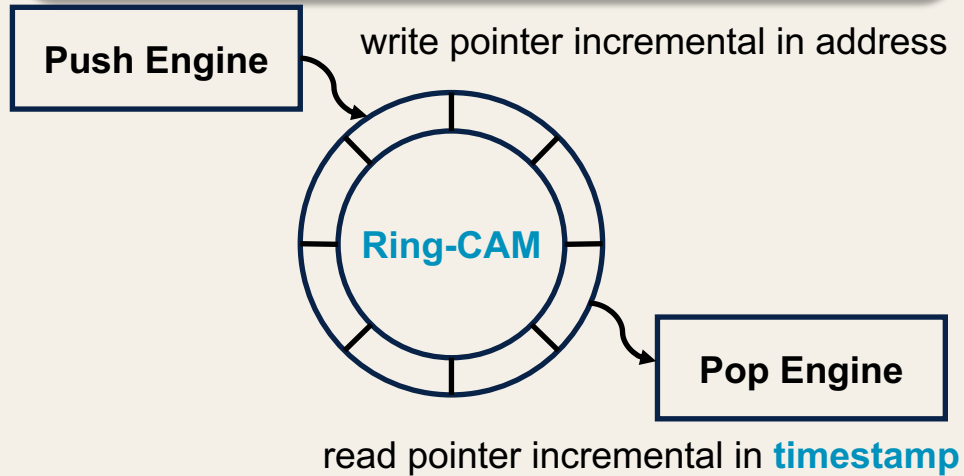 Push Engine
write pointer incremental in address
Ring-CAM
Pop Engine
read pointer incremental in timestamp